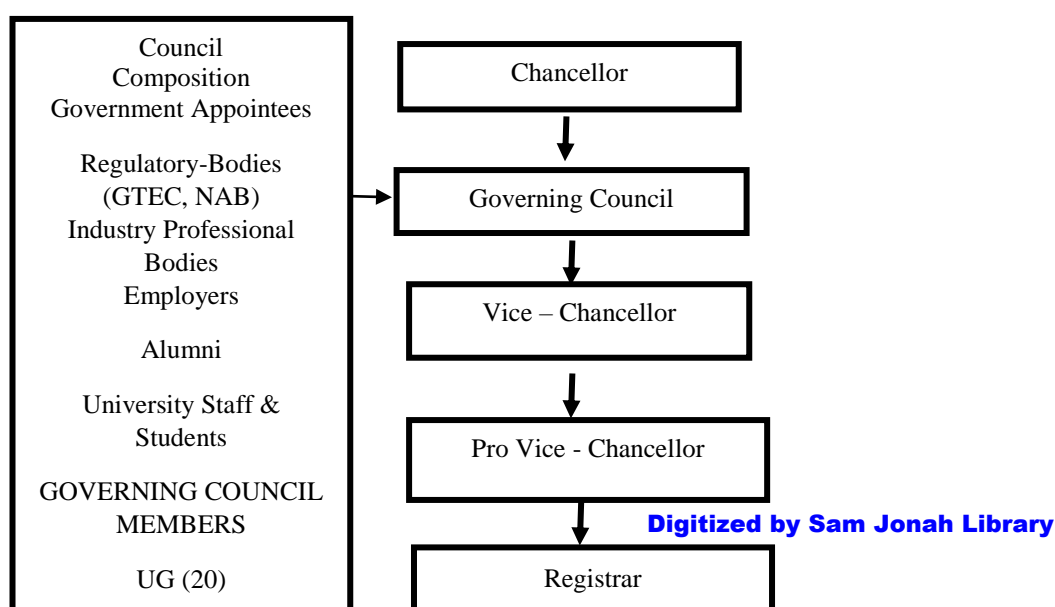 Council
Composition
Government Appointees
Regulatory-Bodies
(GTEC, NAB)
Industry Professional
Bodies
Employers
Alumni
University Staff &
Students
GOVERNING COUNCIL
MEMBERS
UG (20)
Chancellor
Governing Council
Vice – Chancellor
Pro Vice - Chancellor
Registrar
Digitized by Sam Jonah Library